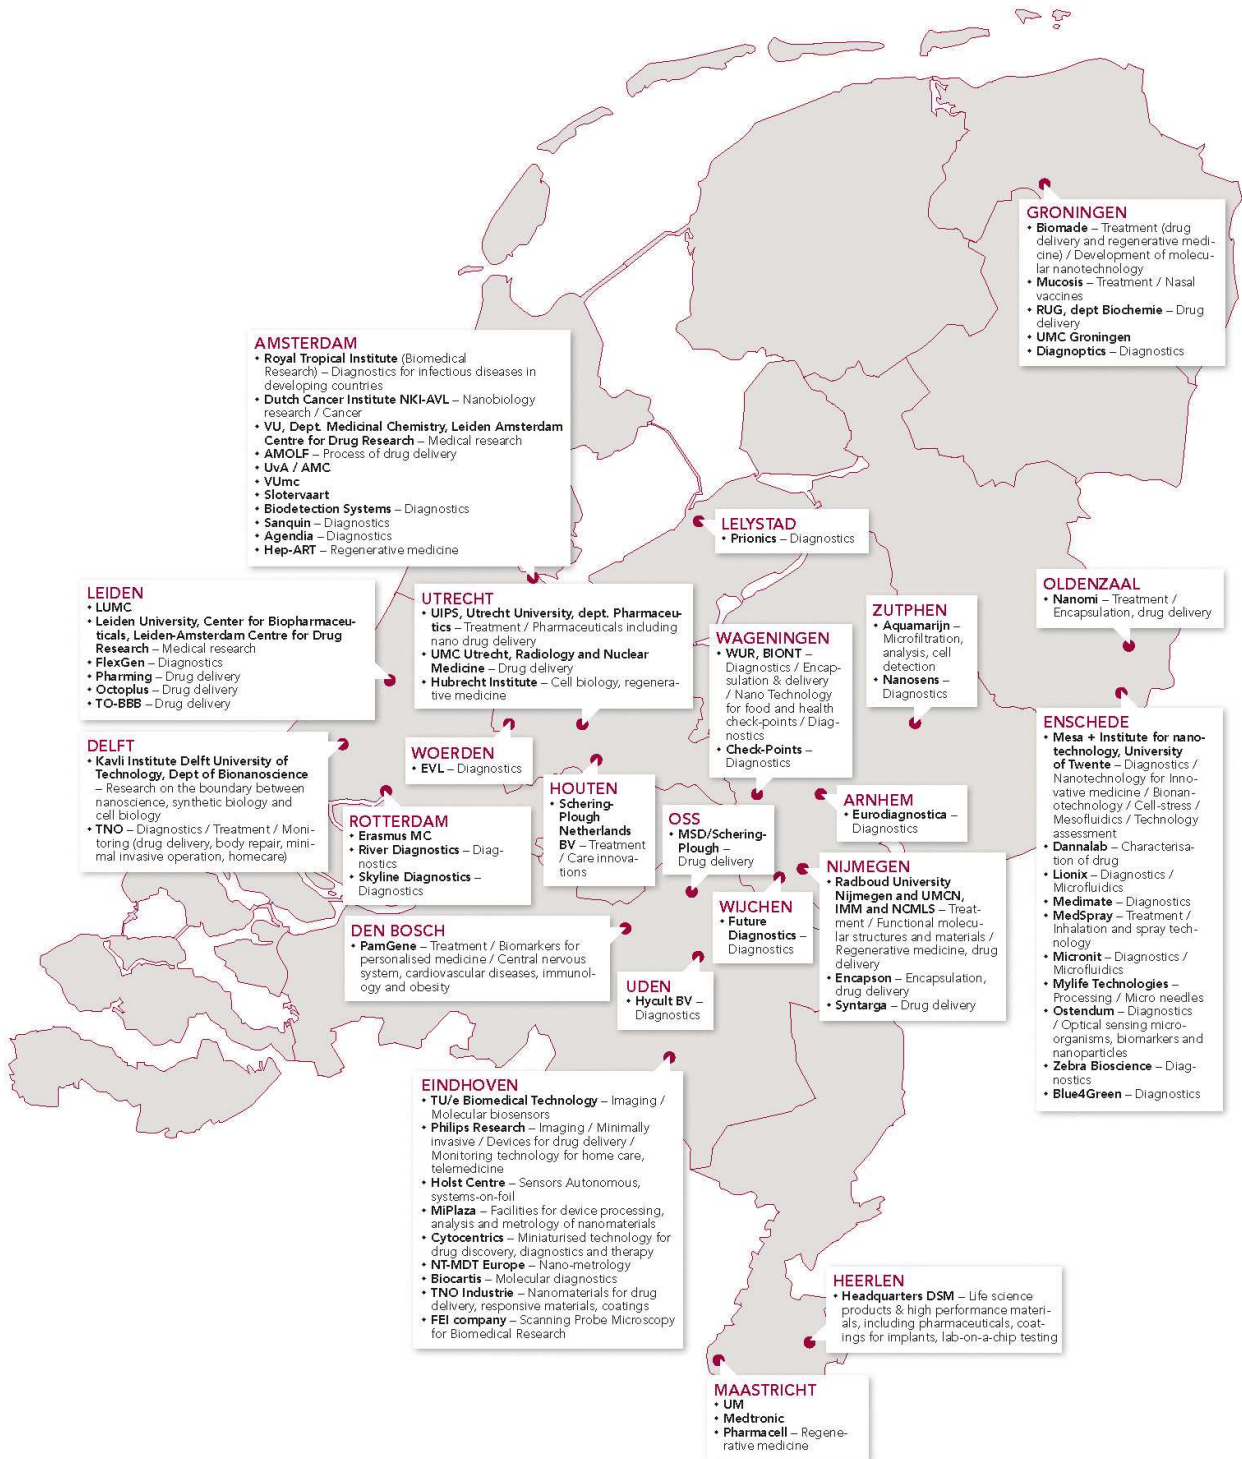 GRONINGEN
• Biomade – Treatment (drug
delivery and regenerative medi-
cine) / Development of molecu-
lar nanotechnology
• Mucosis – Treatment / Nasal
vaccines
• RUG, dept Biochemie – Drug
delivery
• UMC Groningen
• Diagnoptics – Diagnostics
AMSTERDAM
• Royal Tropical Institute (Biomedical
Research) – Diagnostics for infectious diseases in
developing countries
• Dutch Cancer Institute NKI-AVL – Nanobiology
research / Cancer
• VU, Dept. Medicinal Chemistry, Leiden Amsterdam
Centre for Drug Research – Medical research
• AMOLF – Process of drug delivery
• UvA / AMC
• VUmc
• Slotervaart
• Biodetection Systems – Diagnostics
• Sanquin – Diagnostics
• Agendia – Diagnostics
• Hep-ART – Regenerative medicine
LELYSTAD
• Prionics – Diagnostics
LEIDEN
• LUMC
• Leiden University, Center for Biopharmaceu-
ticals, Leiden-Amsterdam Centre for Drug
Research – Medical research
• FlexGen – Diagnostics
• Pharming – Drug delivery
• Octoplus – Drug delivery
• TO-BBB – Drug delivery
UTRECHT
• UIPS, Utrecht University, dept. Pharmaceu-
tics – Treatment / Pharmaceuticals including
nano drug delivery
• UMC Utrecht, Radiology and Nuclear
Medicine – Drug delivery
• Hubrecht Institute – Cell biology, regenera-
tive medicine
WAGENINGEN
• WUR, BIONT –
Diagnostics / Encap-
sulation & delivery
/ Nano Technology
for food and health
check-points / Diag-
nostics
• Check-Points –
Diagnostics
ZUTPHEN
• Aquamarijn –
Microfiltration,
analysis, cell
detection
• Nanosens –
Diagnostics
OLDENZAAL
• Nanomi – Treatment /
Encapsulation, drug delivery
ENSCHEDE
• Mesa + Institute for nano-
technology, University
of Twente – Diagnostics /
Nanotechnology for Inno-
vative medicine / Bionan-
otechnology / Cell-stress /
Mesofluidics / Technology
assessment
• Dannalab – Characterisa-
tion of drug
• Lionix – Diagnostics /
Microfluidics
• Medimate – Diagnostics
• MedSpray – Treatment /
Inhalation and spray tech-
nology
• Micronit – Diagnostics /
Microfluidics
• Mylife Technologies –
Processing / Micro needles
• Ostendum – Diagnostics
/ Optical sensing micro-
organisms, biomarkers and
nanoparticles
• Zebra Bioscience – Diag-
nostics
• Blue4Green – Diagnostics
DELFT
• Kavli Institute Delft University of
Technology, Dept of Bionanoscience
– Research on the boundary between
nanoscience, synthetic biology and
cell biology
• TNO – Diagnostics / Treatment / Moni-
toring (drug delivery, body repair, mini-
mal invasive operation, homecare)
WOERDEN
• EVL – Diagnostics
HOUTEN
• Schering-
Plough
Netherlands
BV – Treatment
/ Care innova-
tions
ROTTERDAM
• Erasmus MC
• River Diagnostics – Diag-
nostics
• Skyline Diagnostics –
Diagnostics
OSS
• MSD/Schering-
Plough –
Drug delivery
ARNHEM
• Eurodiagnostica –
Diagnostics
NIJMEGEN
• Radboud University
Nijmegen and UMCN,
IMM and NCMLS – Treat-
ment / Functional molecu-
lar structures and materials /
Regenerative medicine, drug
delivery
• Encapson – Encapsulation,
drug delivery
• Syntarga – Drug delivery
WIJCHEN
• Future
Diagnostics –
Diagnostics
DEN BOSCH
• PamGene – Treatment / Biomarkers for
personalised medicine / Central nervous
system, cardiovascular diseases, immunol-
ogy and obesity
UDEN
• Hycult BV –
Diagnostics
EINDHOVEN
• TU/e Biomedical Technology – Imaging /
Molecular biosensors
• Philips Research – Imaging / Minimally
invasive / Devices for drug delivery /
Monitoring technology for home care,
telemedicine
• Holst Centre – Sensors Autonomous,
systems-on-foil
• MiPlaza – Facilities for device processing,
analysis and metrology of nanomaterials
• Cytocentrics – Miniaturised technology for
drug discovery, diagnostics and therapy
• NT-MDT Europe – Nano-metrology
• Biocartis – Molecular diagnostics
• TNO Industrie – Nanomaterials for drug
delivery, responsive materials, coatings
• FEI company – Scanning Probe Microscopy
for Biomedical Research
HEERLEN
• Headquarters DSM – Life science
products & high performance materi-
als, including pharmaceuticals, coat-
ings for implants, lab-on-a-chip testing
MAASTRICHT
• UM
• Medtronic
• Pharmacell – Regene-
rative medicine